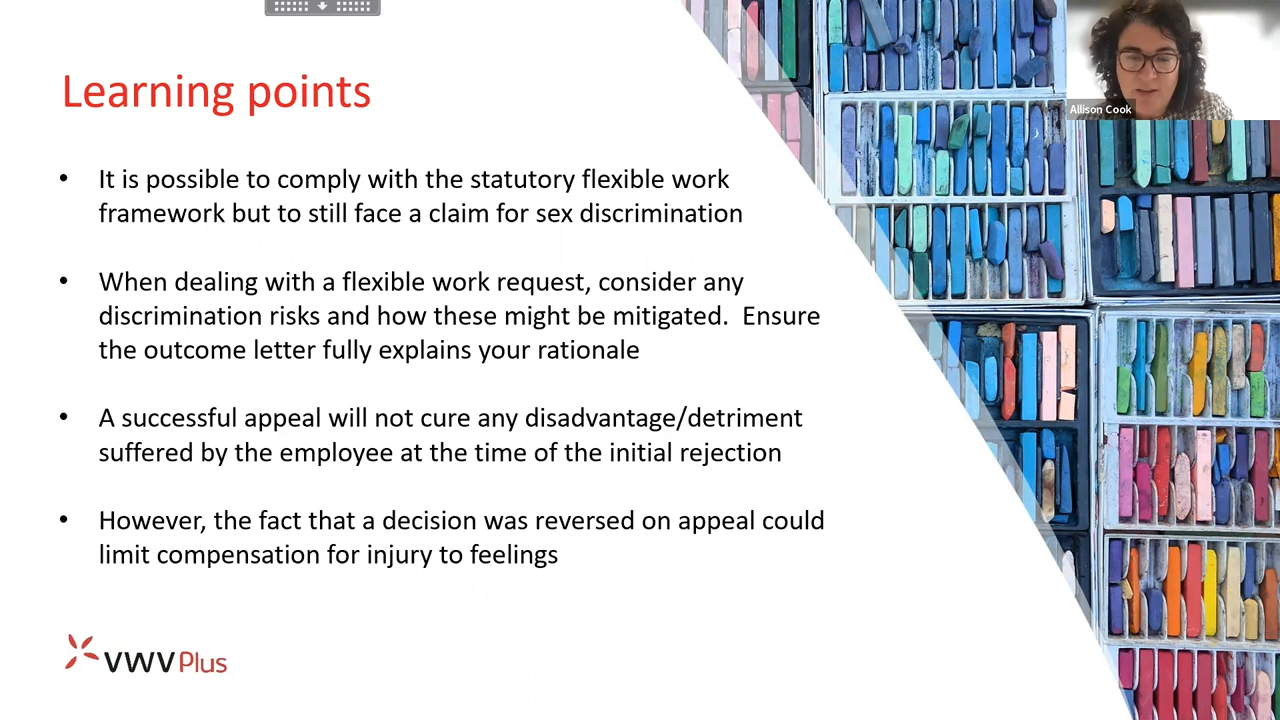 Learning points
Allison Cook
• It is possible to comply with the statutory flexible work
framework but to still face a claim for sex discrimination
• When dealing with a flexible work request, consider any
discrimination risks and how these might be mitigated.  Ensure
the outcome letter fully explains your rationale
• A successful appeal will not cure any disadvantage/detriment
suffered by the employee at the time of the initial rejection
• However, the fact that a decision was reversed on appeal could
limit compensation for injury to feelings
VWV Plus